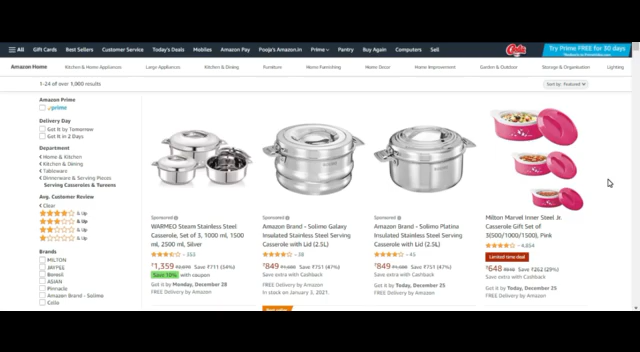 All Gift Cards Best Sellers Customer Service Today's Deals Mobiles Amazon Pay Pooja's Amazon.in Prime Pantry Buy Again Computers Sell
Try Prime FREE for 30 days
Amazon Home Kitchen & Home Appliances Large Appliances Kitchen & Dining Furniture Home Furnishing Home Decor Home Improvement Garden & Outdoor Storage & Organisation Lighting
1-24 of over 1,000 results
Sort by: Featured
Amazon Prime
prime
Delivery Day
Get It by Tomorrow
Get It in 2 Days
Department
< Home & Kitchen
< Kitchen & Dining
< Tableware
< Dinnerware & Serving Pieces
Serving Casseroles & Tureens
Avg. Customer Review
< Clear
& Up
& Up
& Up
& Up
Brands
MILTON
JAYPEE
Borosil
ASIAN
Pinnacle
Amazon Brand - Solimo
Cello
Sponsored
WARMEO Steam Stainless Steel
Casserole, Set of 3, 1000 ml, 1500
ml, 2500 ml, Silver
₹1,359
Save 10% with coupon
Get it by Monday, December 28
FREE Delivery by Amazon
Sponsored
Amazon Brand - Solimo Galaxy
Insulated Stainless Steel Serving
Casserole with Lid (2.5L)
38
₹849 Save ₹751 (47%)
Save extra with Cashback
FREE Delivery by Amazon
In stock on January 2, 2021.
Sponsored
Amazon Brand - Solimo Platina
Insulated Stainless Steel Serving
Casserole with Lid (2.5L)
45
₹849 Save ₹751 (47%)
Save extra with Cashback
Get it by Today, December 25
FREE Delivery by Amazon
Milton Marvel Inner Steel Jr.
Casserole Gift Set of
3(500/1000/1500), Pink
4,854
Limited time deal
₹648 Save ₹262 (29%)
Save extra with Cashback
Get it by Today, December 25
FREE Delivery by Amazon